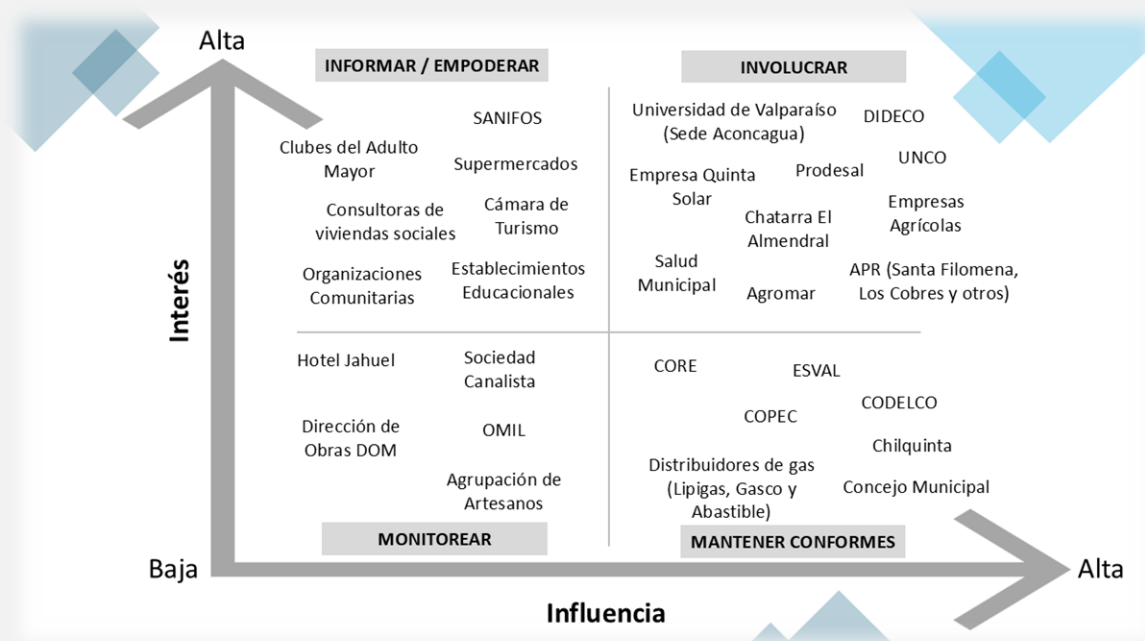 Alta
INFORMAR / EMPODERAR
SANIFOS
Clubes del Adulto
Mayor
Supermercados
Consultoras de
viviendas sociales
Cámara de
Turismo
Organizaciones
Comunitarias
Establecimientos
Educacionales
INVOLUCRAR
Universidad de Valparaíso
(Sede Aconcagua)
DIDECO
UNCO
Prodesal
Empresa Quinta
Solar
Empresas
Agrícolas
Chatarra El
Almendral
Salud
Municipal
Agromar
APR (Santa Filomena,
Los Cobres y otros)
Interés
Hotel Jahuel
Sociedad
Canalista
Dirección de
Obras DOM
OMIL
Agrupación de
Artesanos
MONITOREAR
CORE
ESVAL
CODELCO
COPEC
Chilquinta
Distribuidores de gas
(Lipigas, Gasco y
Abastible)
Concejo Municipal
MANTENER CONFORMES
Baja
Alta
Influencia